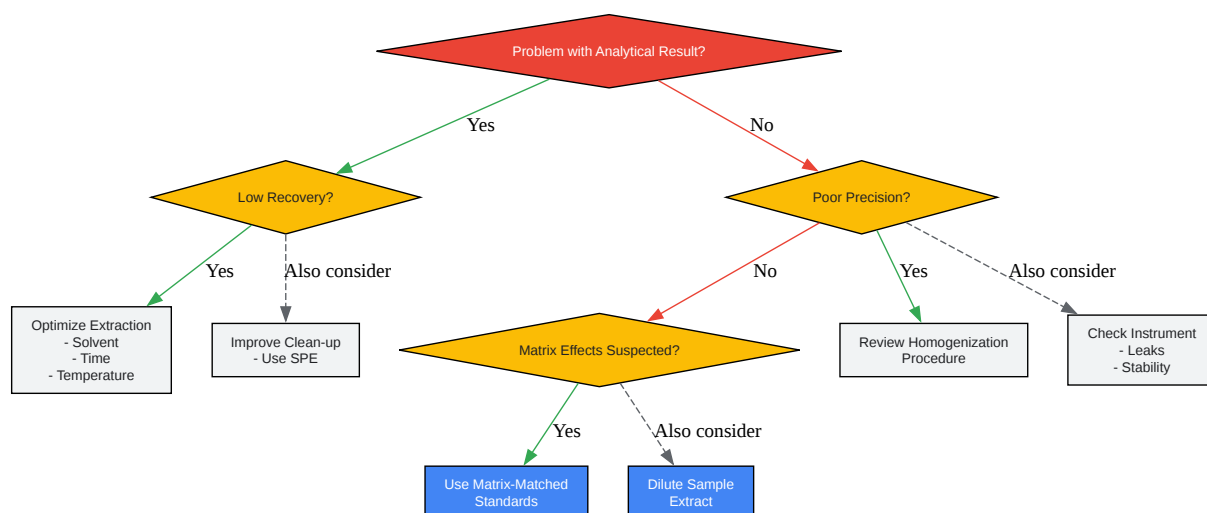 Problem with Analytical Result?
Yes
No
Low Recovery?
Poor Precision?
Yes
Also consider
No
Yes
Also consider
Optimize Extraction
- Solvent
- Time
- Temperature
Improve Clean-up
- Use SPE
Matrix Effects Suspected?
Review Homogenization
Procedure
Check Instrument
- Leaks
- Stability
Yes
Also consider
Use Matrix-Matched
Standards
Dilute Sample
Extract